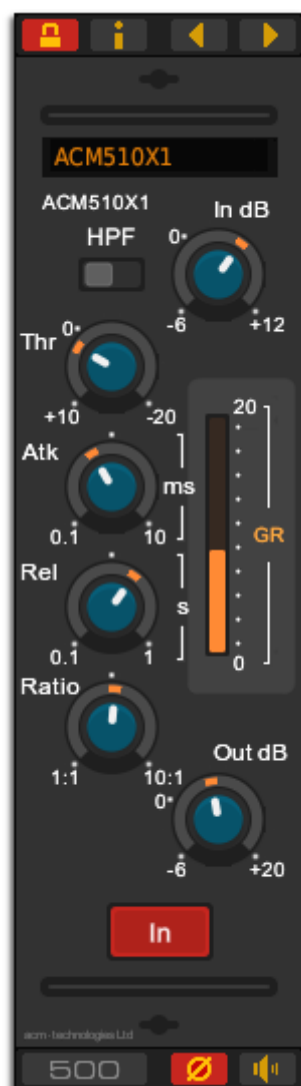 ACM510X1
ACM510X1
In dB
HPF
0
-6 +12
Thr
0
+10 -20
20
Atk
ms
0.1 10
GR
Rel
s
0.1 1
0
Ratio
1:1 10:1
Out dB
0
-6 +20
In
acm-technologies Ltd
500